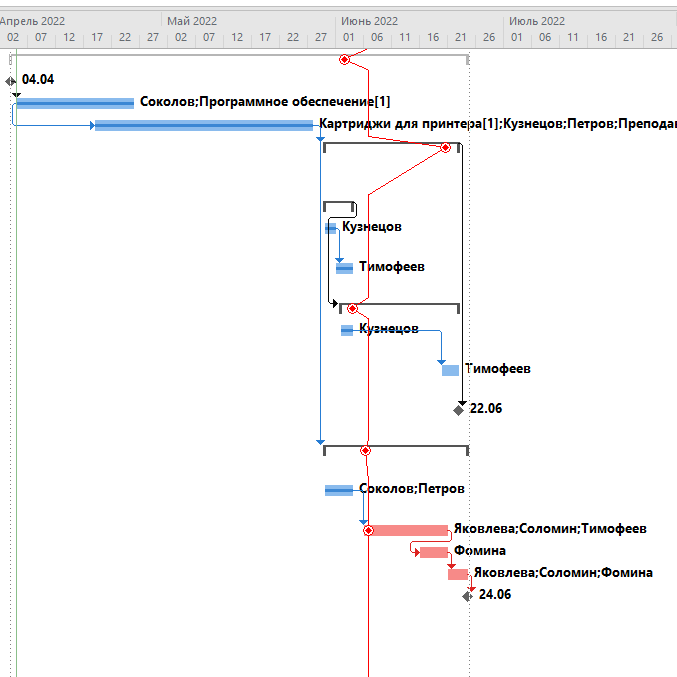 Апрель 2022 Май 2022 Июнь 2022 Июль 2022
02 07 12 17 22 27 02 07 12 17 22 27 01 06 11 16 21 26 01 06 11 16 21 26
04.04
Соколов;Программное обеспечение[1]
Картриджи для принтера[1];Кузнецов;Петров;Препода
Кузнецов
Тимофеев
Кузнецов
Тимофеев
22.06
Соколов;Петров
Яковлева;Соломин;Тимофеев
Фомина
Яковлева;Соломин;Фомина
24.06